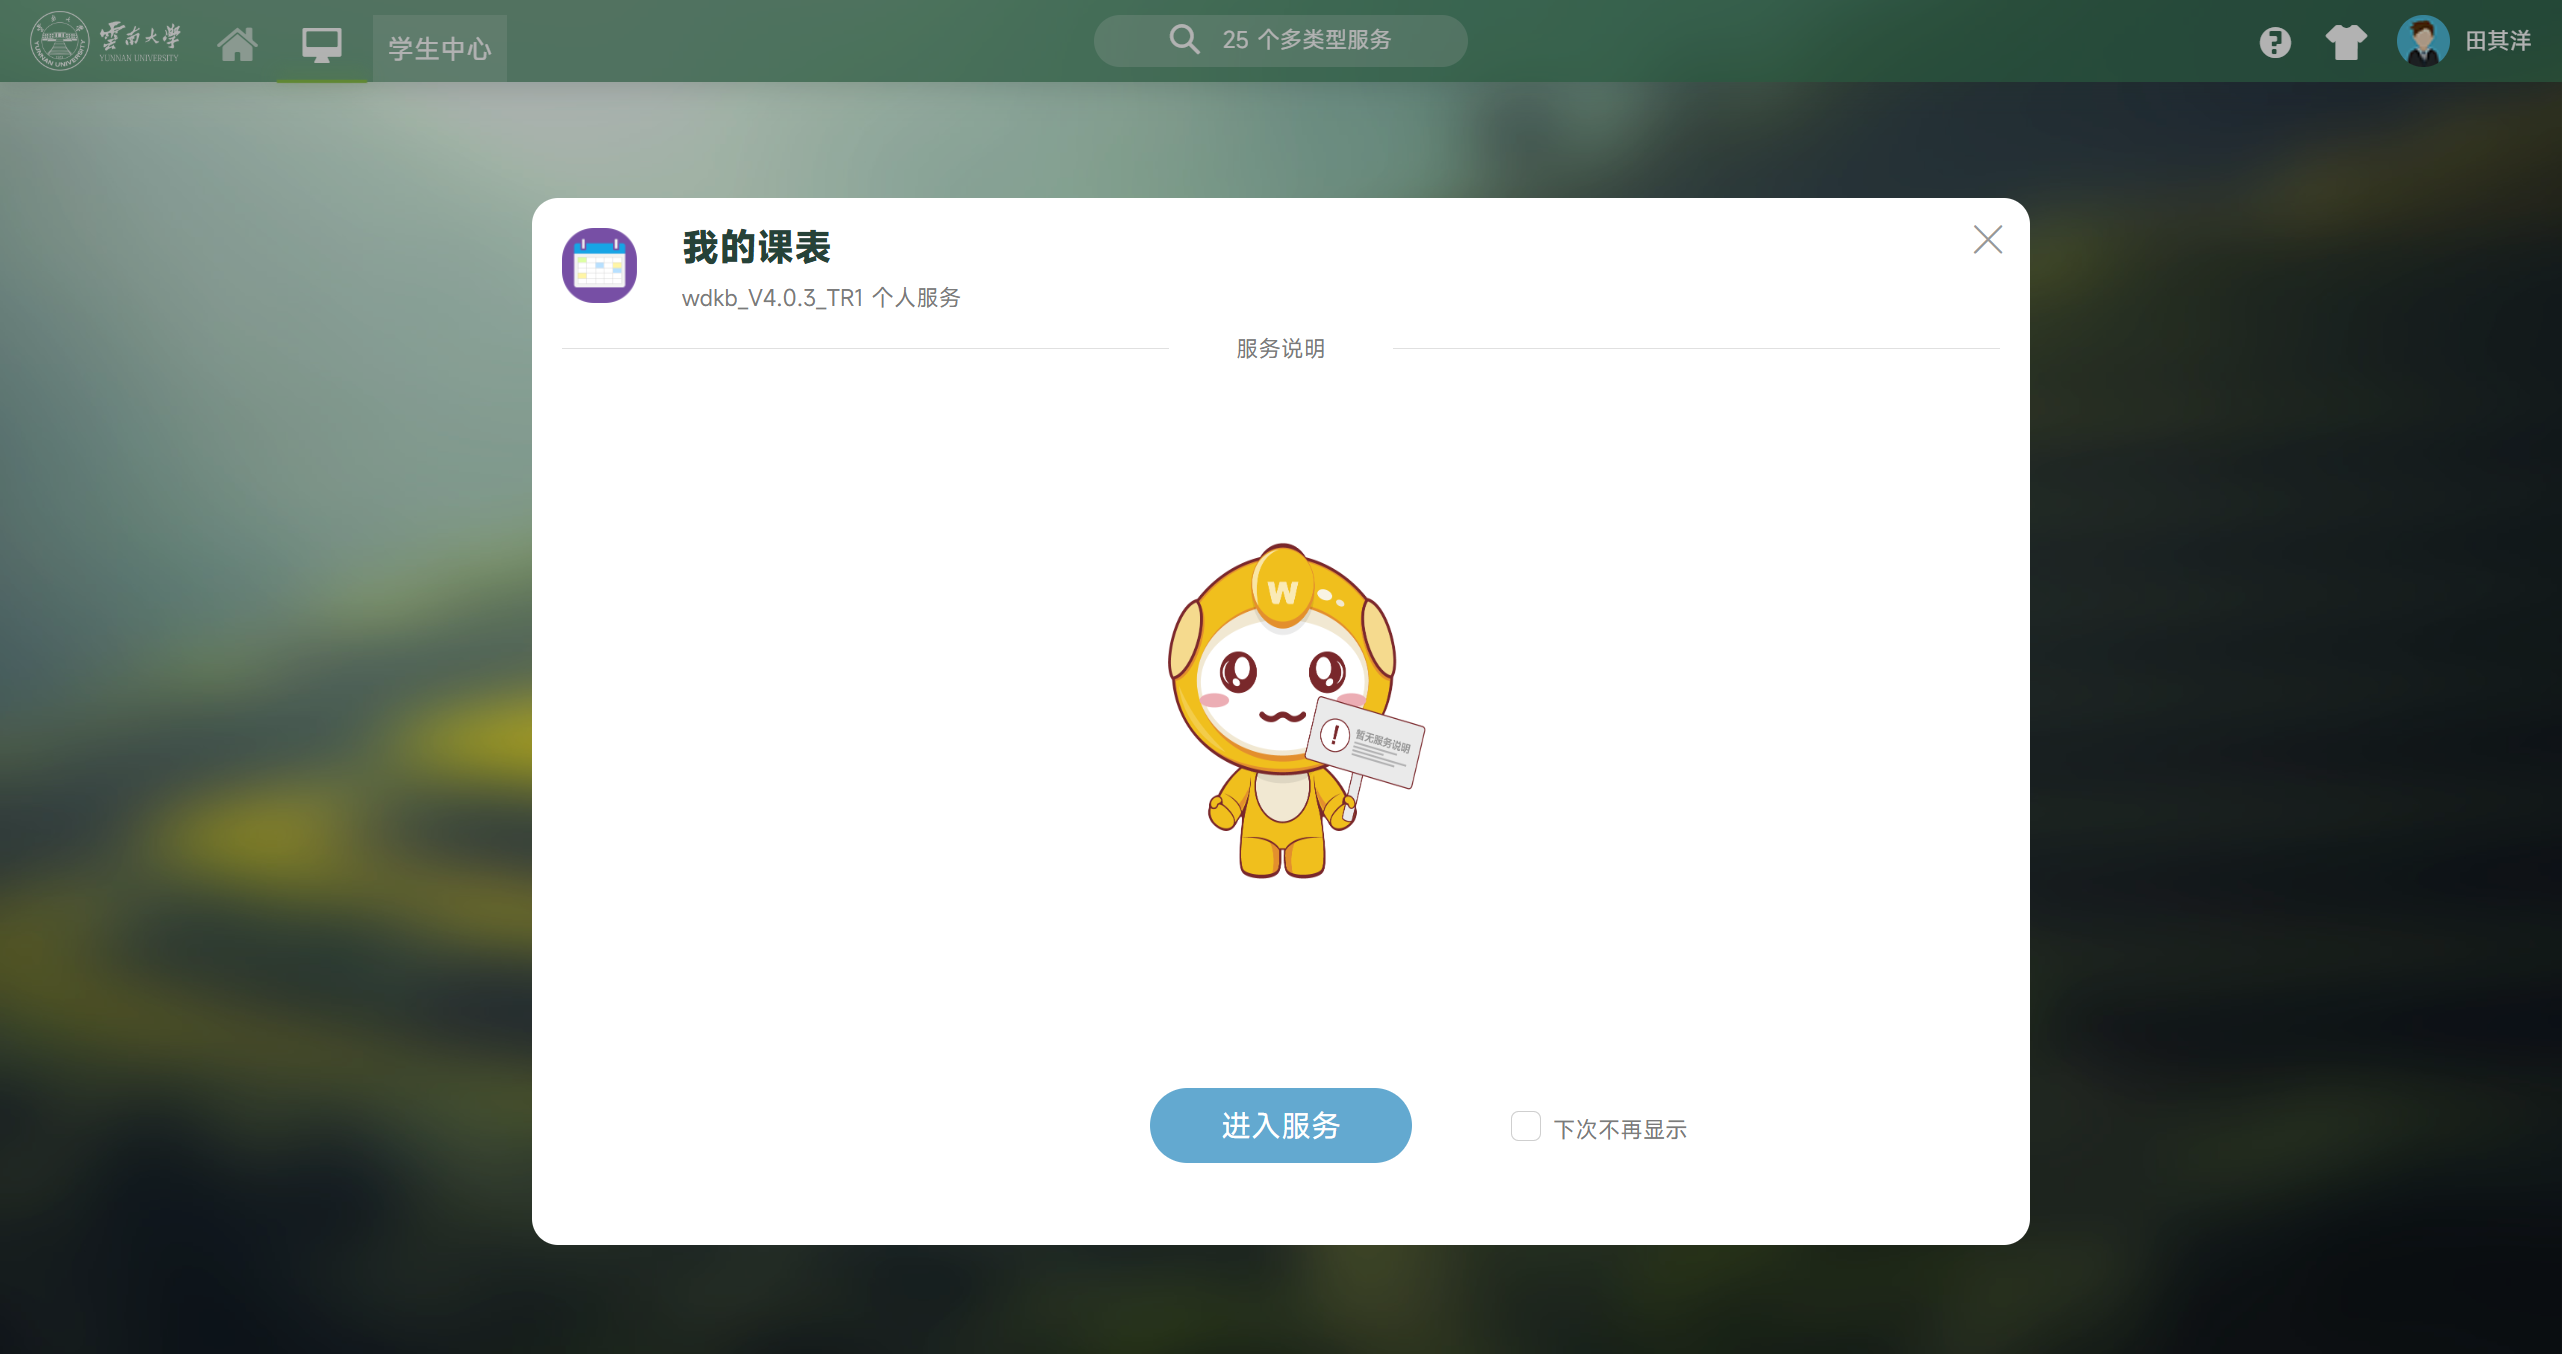 雲南大學
YUNNAN UNIVERSITY
学生中心
25 个多类型服务
田其洋
我的课表
wdkb_V4.0.3_TR1 个人服务
服务说明
W
暂无服务说明
进入服务
下次不再显示